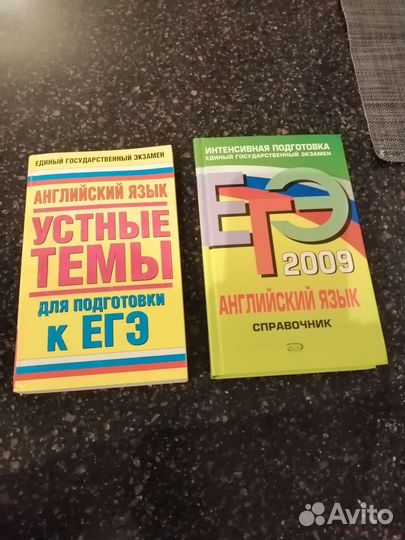 ЕДИНЫЙ ГОСУДАРСТВЕННЫЙ ЭКЗАМЕН
АНГЛИЙСКИЙ ЯЗЫК
УСТНЫЕ
ТЕМЫ
ДЛЯ ПОДГОТОВКИ
К ЕГЭ
ИНТЕНСИВНАЯ ПОДГОТОВКА
ЕДИНЫЙ ГОСУДАРСТВЕННЫЙ ЭКЗАМЕН
ЕГЭ
2009
АНГЛИЙСКИЙ ЯЗЫК
СПРАВОЧНИК
Avito